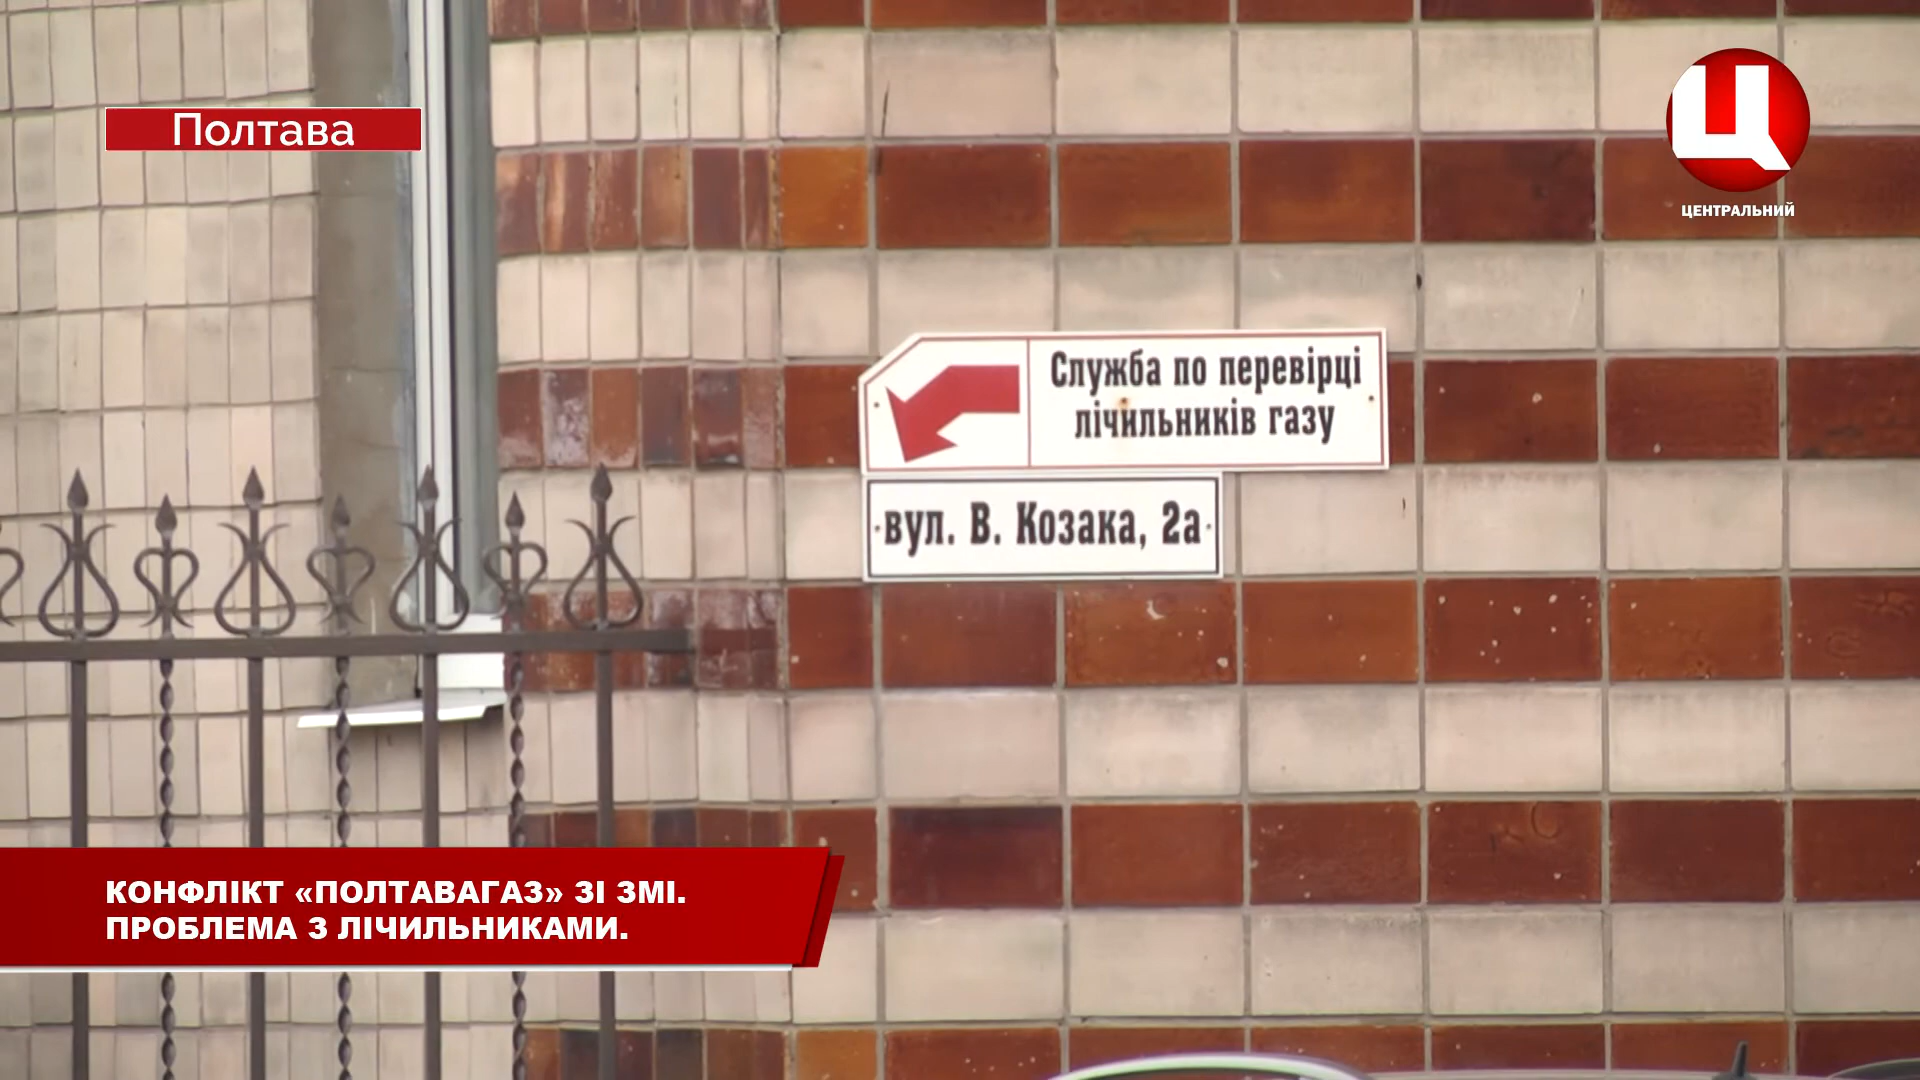 Полтава
Ц
ЦЕНТРАЛЬНИЙ
Служба по перевірці
лічильників газу
вул. В. Козака, 2а
КОНФЛІКТ «ПОЛТАВАГАЗ» ЗІ ЗМІ.
ПРОБЛЕМА З ЛІЧИЛЬНИКАМИ.